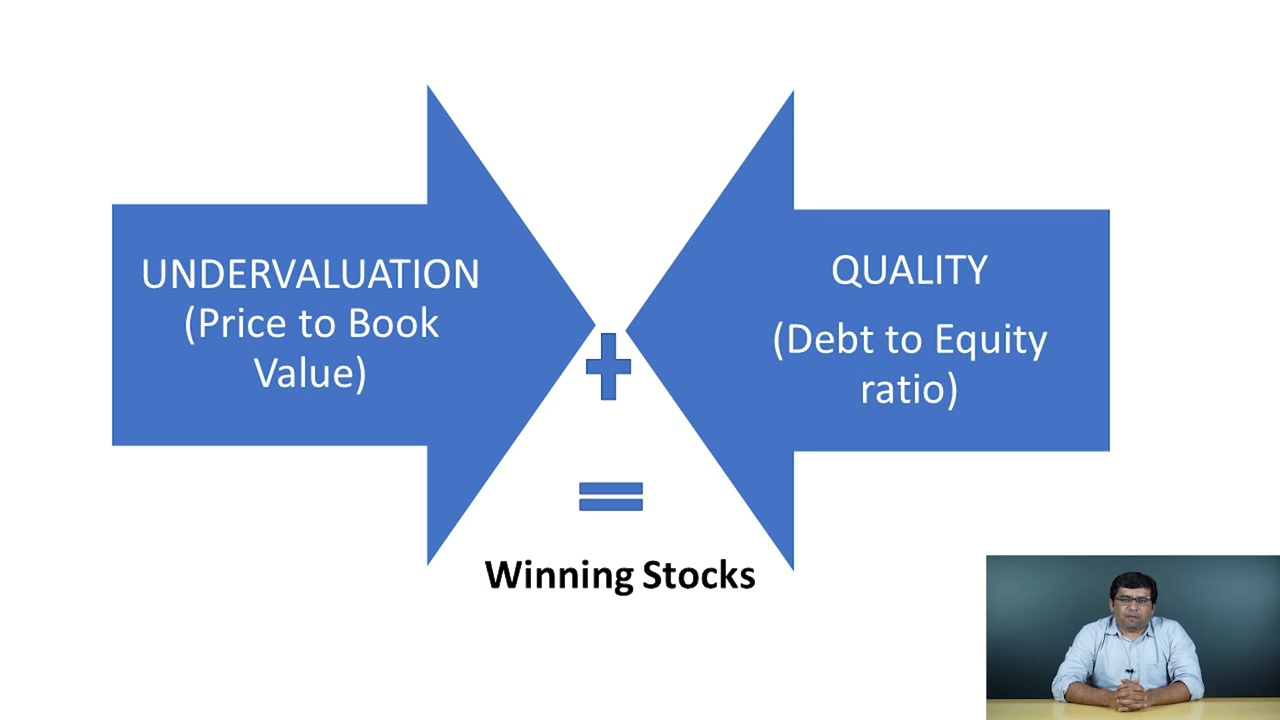 UNDERVALUATION
(Price to Book
Value)
QUALITY
(Debt to Equity
ratio)
+
=
Winning Stocks